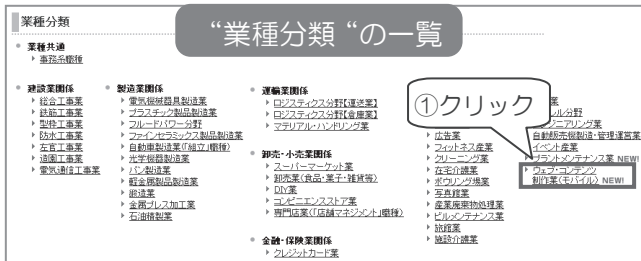 業種分類
“業種分類 “の一覧
業種共通
事務系職種
建設業関係
総合工事業
鉄筋工事業
型枠工事業
防水工事業
左官工事業
造園工事業
電気通信工事業
製造業関係
電気機械器具製造業
プラスチック製品製造業
フルードパワー分野
ファインセラミックス製品製造業
自動車製造業(「組立」職種)
光学機器製造業
パン製造業
軽金属製品製造業
鍛造業
金属プレス加工業
石油精製業
運輸業関係
ロジスティクス分野【運送業】
ロジスティクス分野【倉庫業】
マテリアル・ハンドリング業
卸売・小売業関係
スーパーマーケット業
卸売業(食品・菓子・雑貨等)
DIY業
コンビニエンスストア業
専門店業(「店舗マネジメント」職種)
金融・保険業関係
クレジットカード業
①クリック
広告業
フィットネス産業
クリーニング業
在宅介護業
ボウリング場業
写真館業
産業廃棄物処理業
ビルメンテナンス業
旅館業
施設介護業
業
レル分野
ジニアリング業
自動販売機製造・管理運営業
イベント産業
プラントメンテナンス業 NEW!
ウェブ・コンテンツ
制作業(モバイル) NEW!